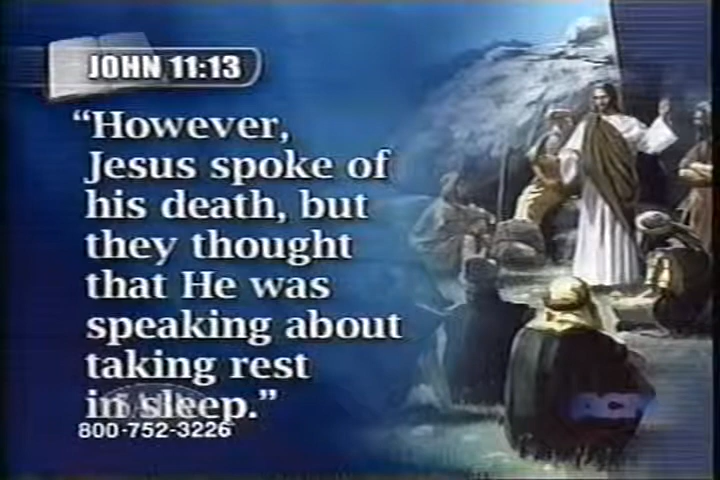 JOHN 11:13
“However,
Jesus spoke of
his death, but
they thought
that He was
speaking about
taking rest
in sleep.”
800-752-3226